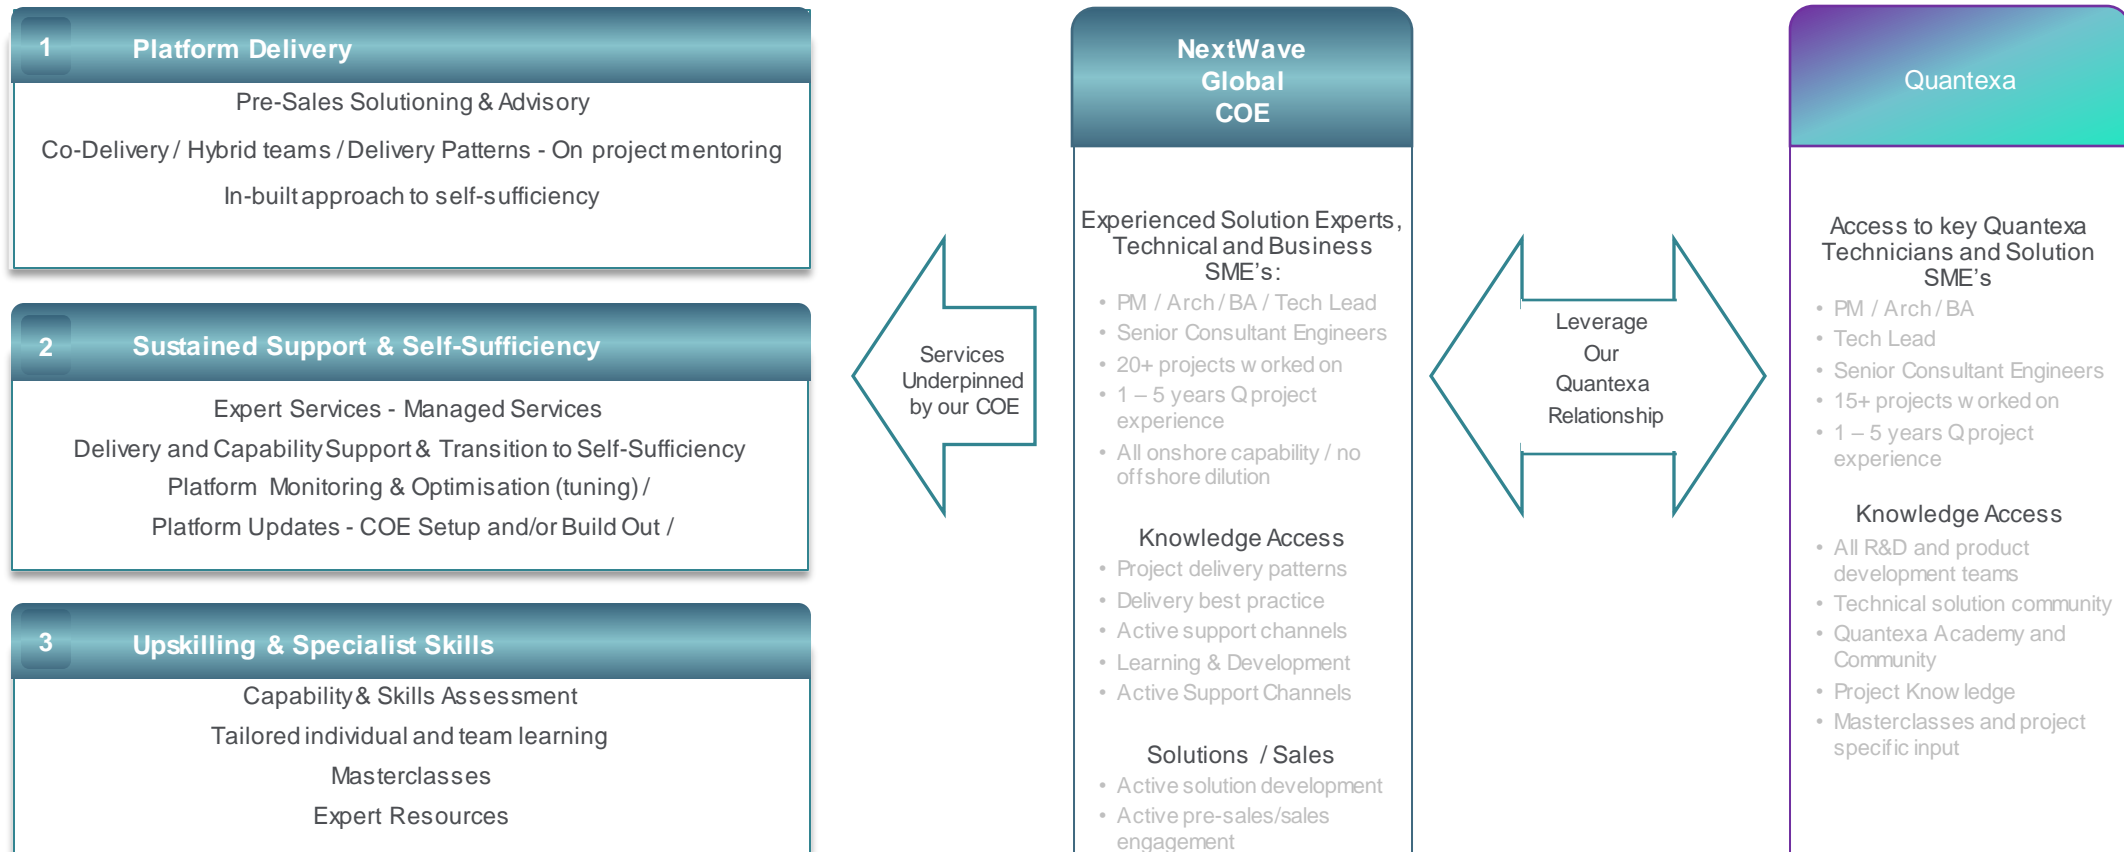 1
Platform Delivery
Pre-Sales Solutioning & Advisory
Co-Delivery / Hybrid teams / Delivery Patterns - On project mentoring
In-built approach to self-sufficiency
2
Sustained Support & Self-Sufficiency
Expert Services - Managed Services
Delivery and Capability Support & Transition to Self-Sufficiency
Platform Monitoring & Optimisation (tuning) /
Platform Updates - COE Setup and/or Build Out /
3
Upskilling & Specialist Skills
Capability & Skills Assessment
Tailored individual and team learning
Masterclasses
Expert Resources
Services
Underpinned
by our COE
NextWave
Global
COE
Experienced Solution Experts,
Technical and Business
SME's:
• PM / Arch / BA / Tech Lead
• Senior Consultant Engineers
• 20+ projects worked on
• 1 – 5 years Q project
experience
• All onshore capability / no
offshore dilution
Knowledge Access
• Project delivery patterns
• Delivery best practice
• Active support channels
• Learning & Development
• Active Support Channels
Solutions / Sales
• Active solution development
• Active pre-sales/sales
engagement
Leverage
Our
Quantexa
Relationship
Quantexa
Access to key Quantexa
Technicians and Solution
SME's
• PM / Arch / BA
• Tech Lead
• Senior Consultant Engineers
• 15+ projects worked on
• 1 – 5 years Q project
experience
Knowledge Access
• All R&D and product
development teams
• Technical solution community
• Quantexa Academy and
Community
• Project Knowledge
• Masterclasses and project
specific input